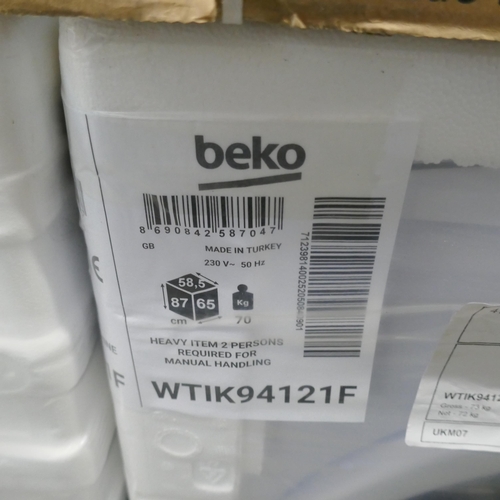 beko
8 690842 587047
GB
MADE IN TURKEY
230 V~ 50 Hz
58,5
87 65
cm
Kg
70
HEAVY ITEM 2 PERSONS
REQUIRED FOR
MANUAL HANDLING
WTIK94121F
WTIK9412
UKM07